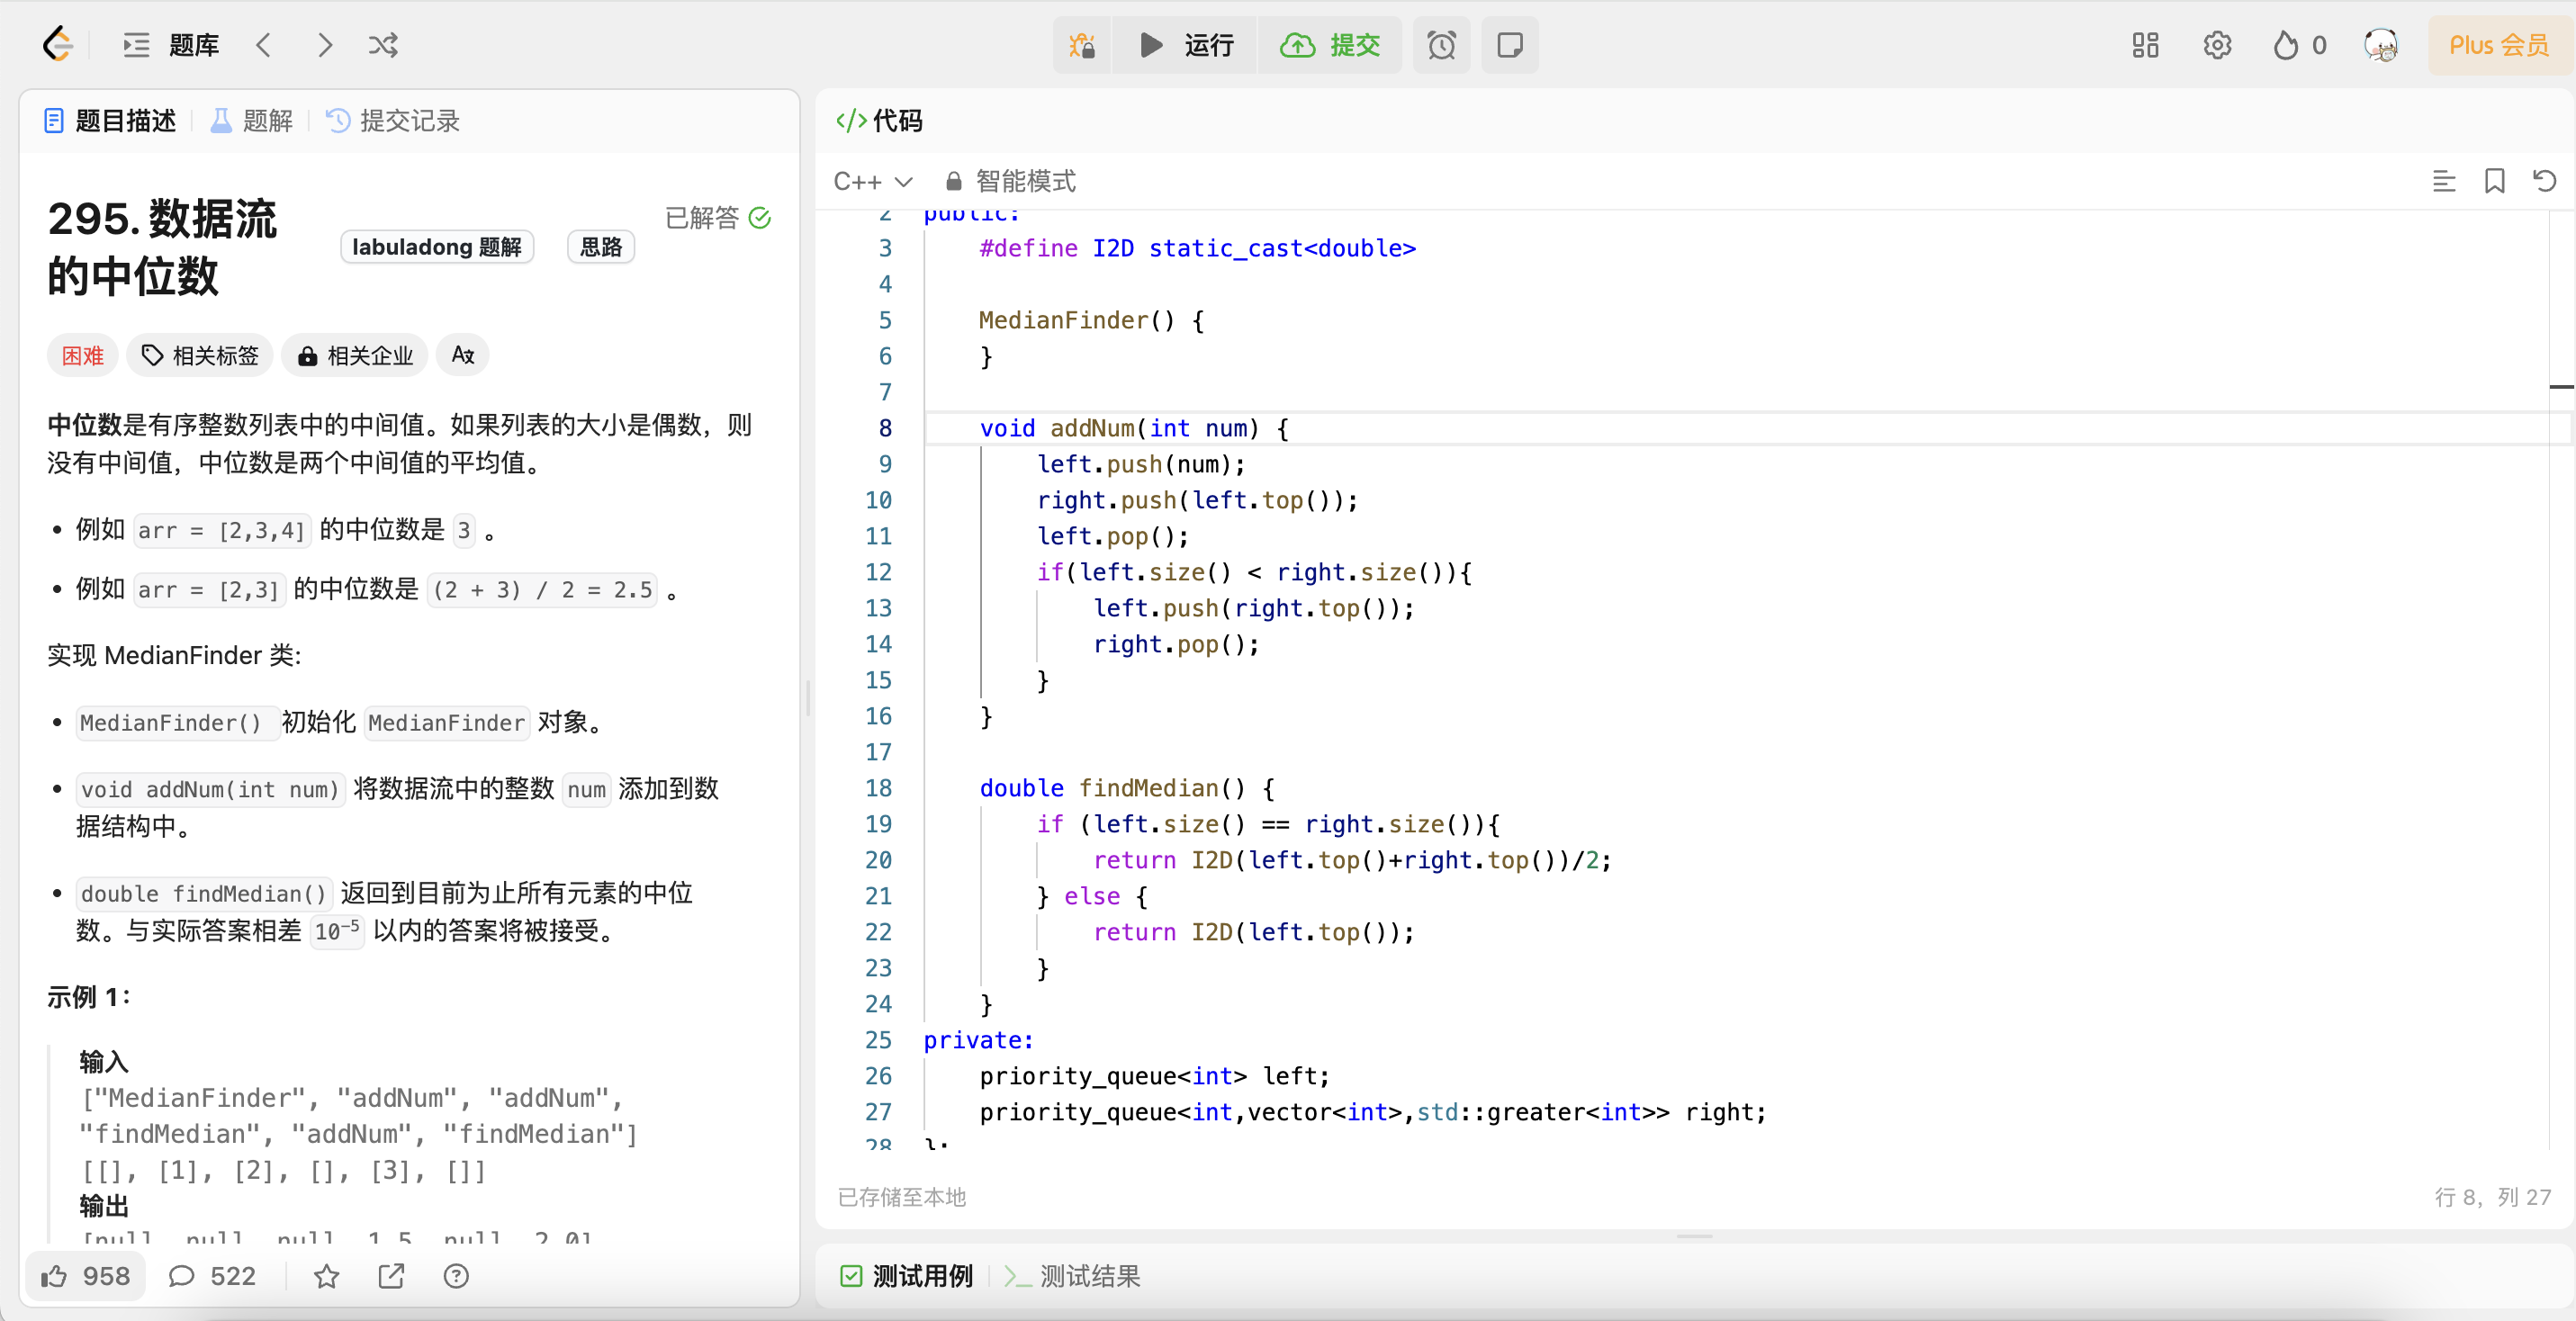 题库
运行
提交
0
Plus 会员
题目描述
题解
提交记录
295. 数据流
的中位数
labuladong 题解
思路
已解答
困难
相关标签
相关企业
中位数是有序整数列表中的中间值。如果列表的大小是偶数，则
没有中间值，中位数是两个中间值的平均值。
• 例如 arr = [2,3,4] 的中位数是 3 。
• 例如 arr = [2,3] 的中位数是 (2 + 3) / 2 = 2.5 。
实现 MedianFinder 类:
• MedianFinder() 初始化 MedianFinder 对象。
• void addNum(int num) 将数据流中的整数 num 添加到数
据结构中。
• double findMedian() 返回到目前为止所有元素的中位
数。与实际答案相差 10⁻⁵ 以内的答案将被接受。
示例 1：
输入
["MedianFinder", "addNum", "addNum",
"findMedian", "addNum", "findMedian"]
[[], [1], [2], [], [3], []]
输出
[null, null, null, 1.5, null, 2.0]
958
522
代码
C++
智能模式
2 public:
3 #define I2D static_cast<double>
4
5 MedianFinder() {
6 }
7
8 void addNum(int num) {
9 left.push(num);
10 right.push(left.top());
11 left.pop();
12 if(left.size() < right.size()){
13 left.push(right.top());
14 right.pop();
15 }
16 }
17
18 double findMedian() {
19 if (left.size() == right.size()){
20 return I2D(left.top()+right.top())/2;
21 } else {
22 return I2D(left.top());
23 }
24 }
25 private:
26 priority_queue<int> left;
27 priority_queue<int,vector<int>,std::greater<int>> right;
28 };
已存储至本地
行 8，列 27
测试用例
测试结果